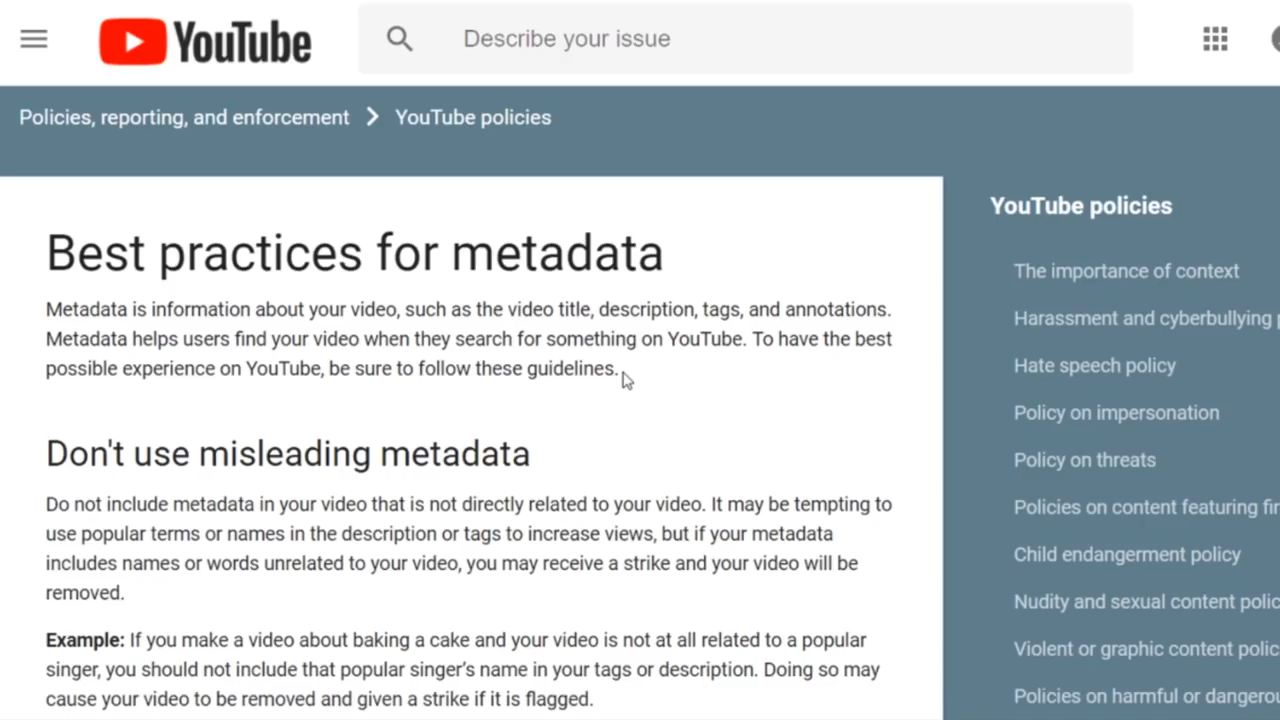 YouTube
Describe your issue
Policies, reporting, and enforcement
YouTube policies
Best practices for metadata
Metadata is information about your video, such as the video title, description, tags, and annotations.
Metadata helps users find your video when they search for something on YouTube. To have the best
possible experience on YouTube, be sure to follow these guidelines.
Don't use misleading metadata
Do not include metadata in your video that is not directly related to your video. It may be tempting to
use popular terms or names in the description or tags to increase views, but if your metadata
includes names or words unrelated to your video, you may receive a strike and your video will be
removed.
Example: If you make a video about baking a cake and your video is not at all related to a popular
singer, you should not include that popular singer's name in your tags or description. Doing so may
cause your video to be removed and given a strike if it is flagged.
YouTube policies
The importance of context
Harassment and cyberbullying
Hate speech policy
Policy on impersonation
Policy on threats
Policies on content featuring
Child endangerment policy
Nudity and sexual content
Violent or graphic content
Policies on harmful or